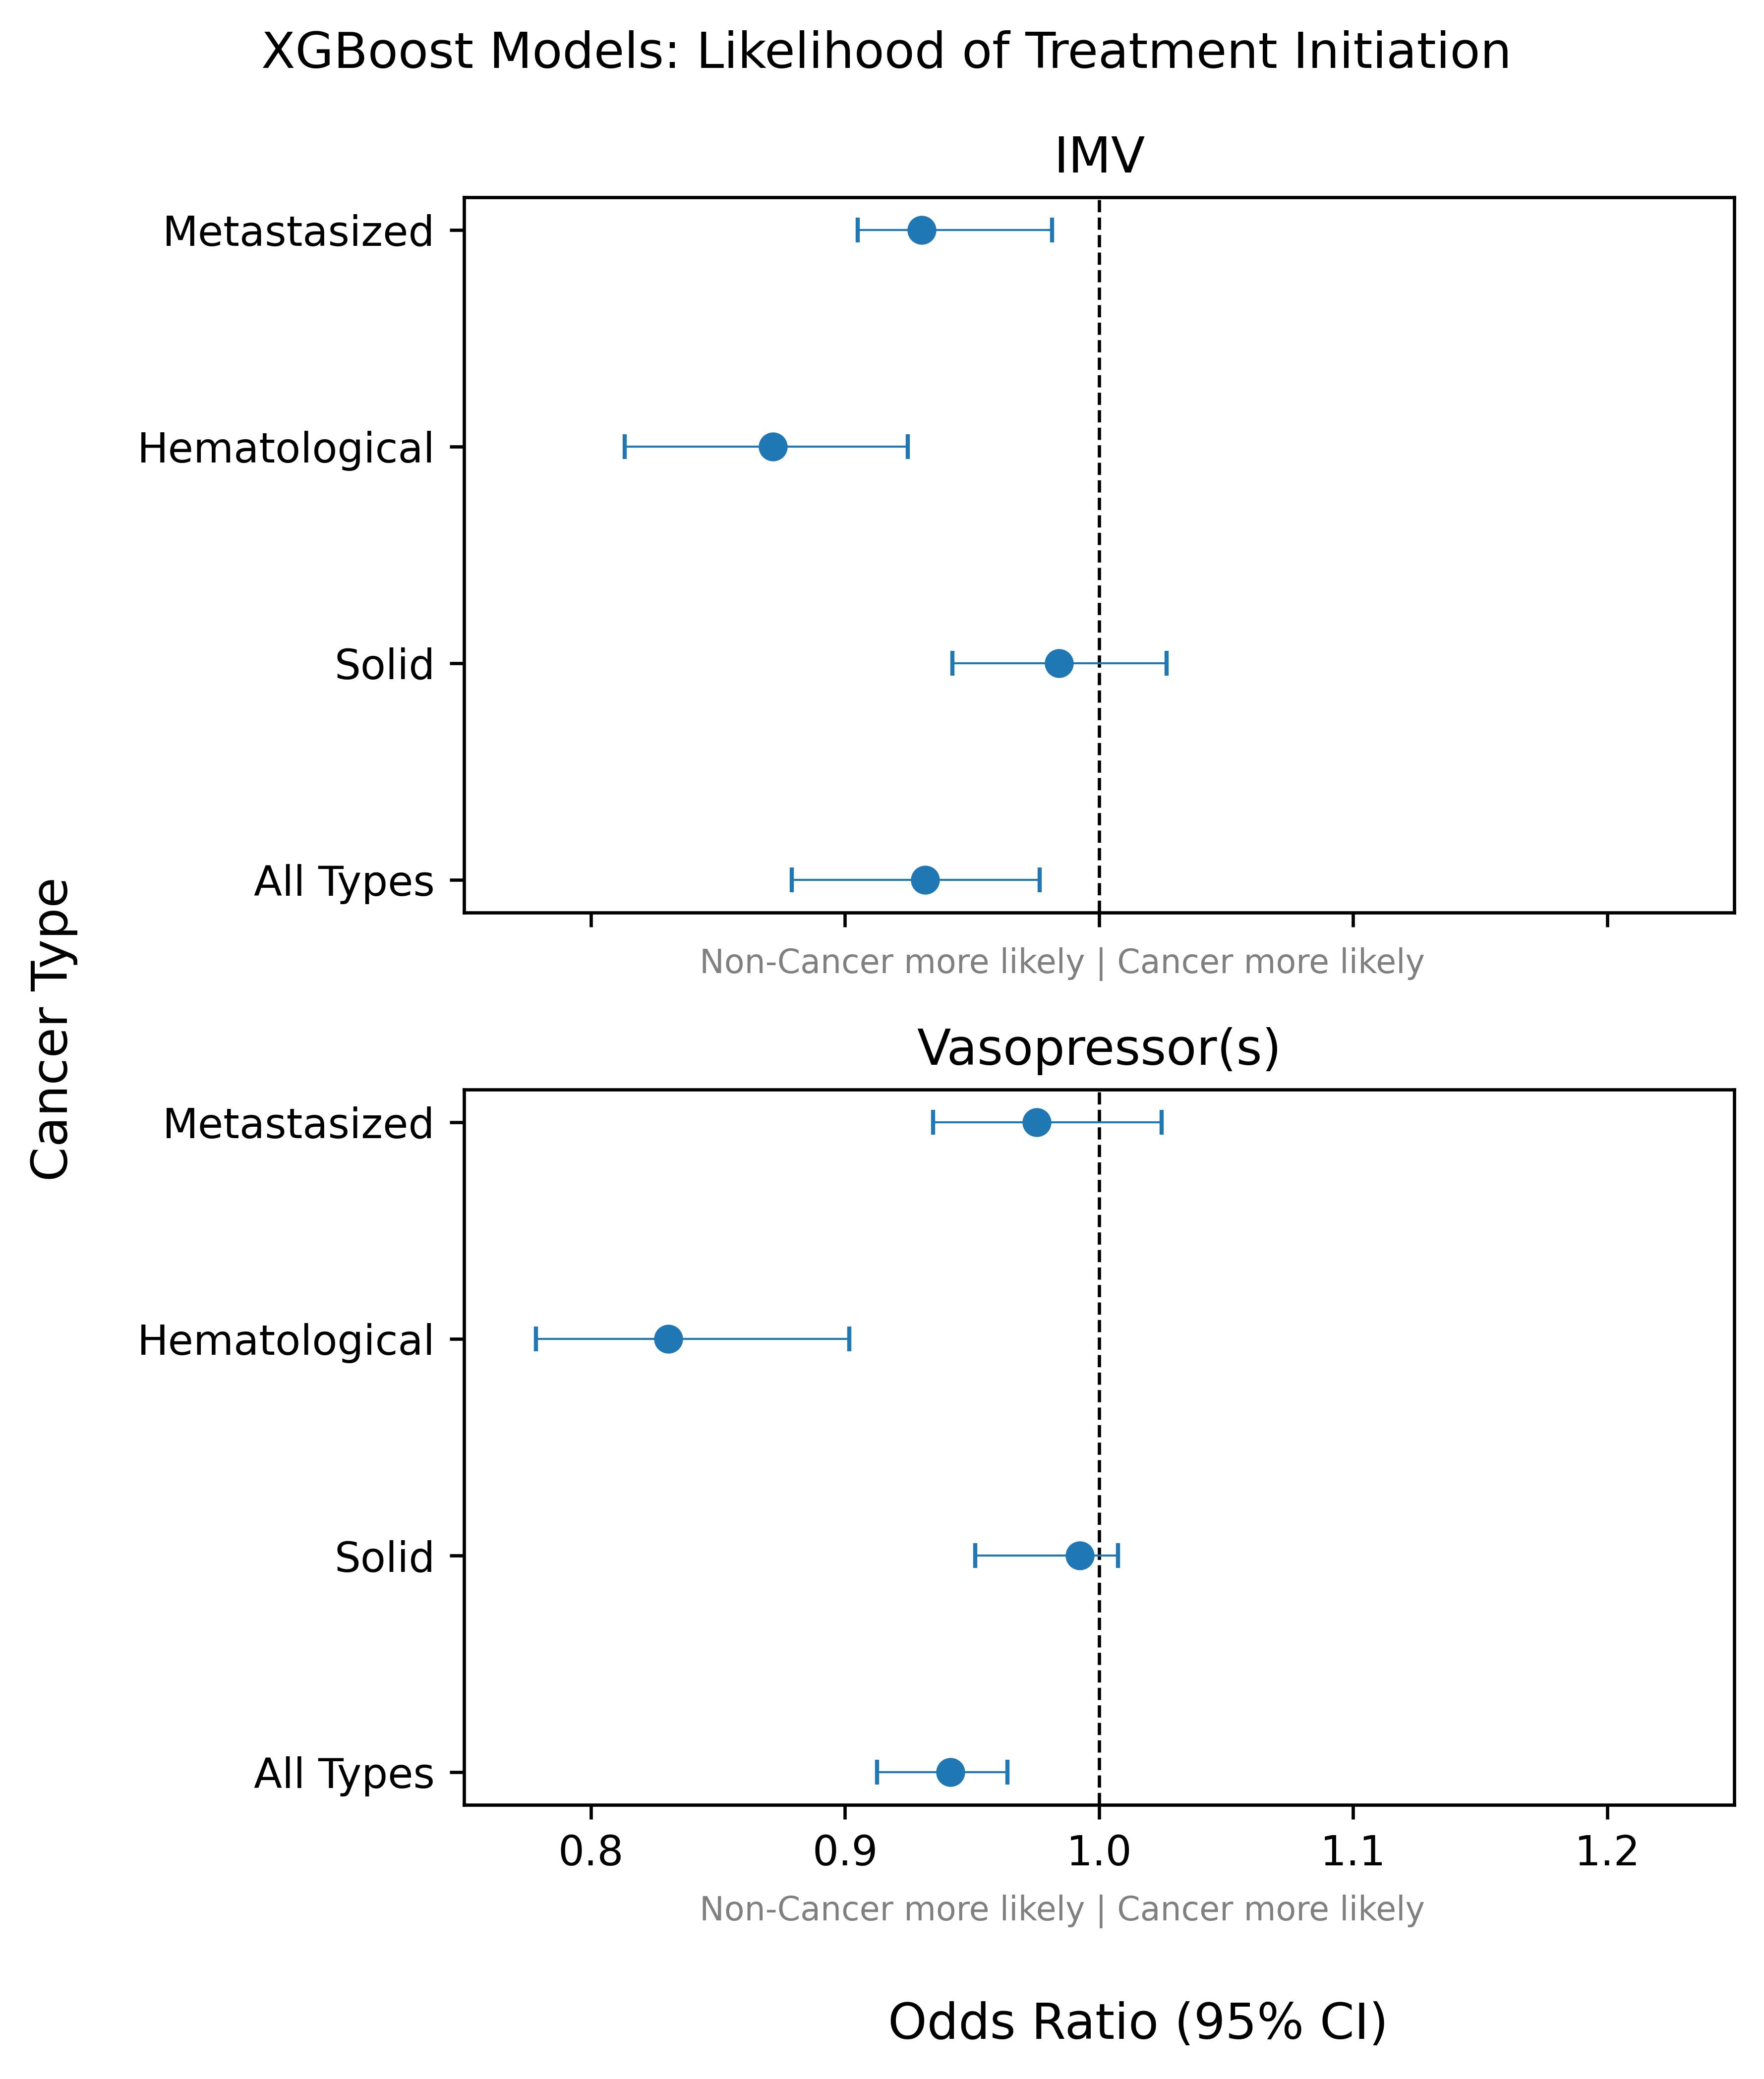 XGBoost Models: Likelihood of Treatment Initiation
IMV
Metastasized
Hematological
Solid
All Types
Non-Cancer more likely | Cancer more likely
Cancer Type
Vasopressor(s)
Metastasized
Hematological
Solid
All Types
0.8 0.9 1.0 1.1 1.2
Non-Cancer more likely | Cancer more likely
Odds Ratio (95% CI)